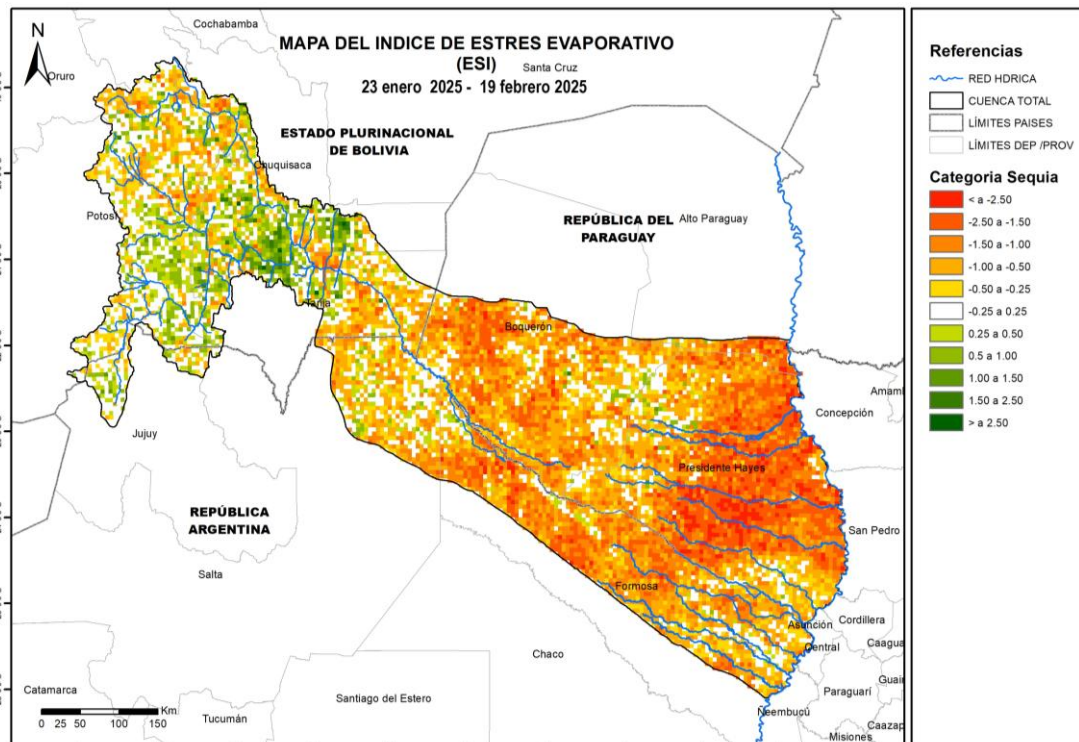 MAPA DEL INDICE DE ESTRES EVAPORATIVO
(ESI)
23 enero 2025 - 19 febrero 2025
N
Cochabamba
Oruro
Santa Cruz
ESTADO PLURINACIONAL
DE BOLIVIA
Chuquisaca
Potosí
REPÚBLICA DEL
PARAGUAY
Alto Paraguay
Tarija
Boquerón
Amamb
Concepción
Jujuy
Presidente Hayes
REPÚBLICA
ARGENTINA
San Pedro
Salta
Formosa
Asunción
Cordillera
Central
Caagua
Chaco
Guair
Catamarca
Santiago del Estero
Paraguarí
Km
0 25 50 100 150
Tucumán
Ñeembucú
Caazap
Misiones
Referencias
RED HDRICA
CUENCA TOTAL
LÍMITES PAISES
LÍMITES DEP /PROV
Categoria Sequia
< a -2.50
-2.50 a -1.50
-1.50 a -1.00
-1.00 a -0.50
-0.50 a -0.25
-0.25 a 0.25
0.25 a 0.50
0.5 a 1.00
1.00 a 1.50
1.50 a 2.50
> a 2.50